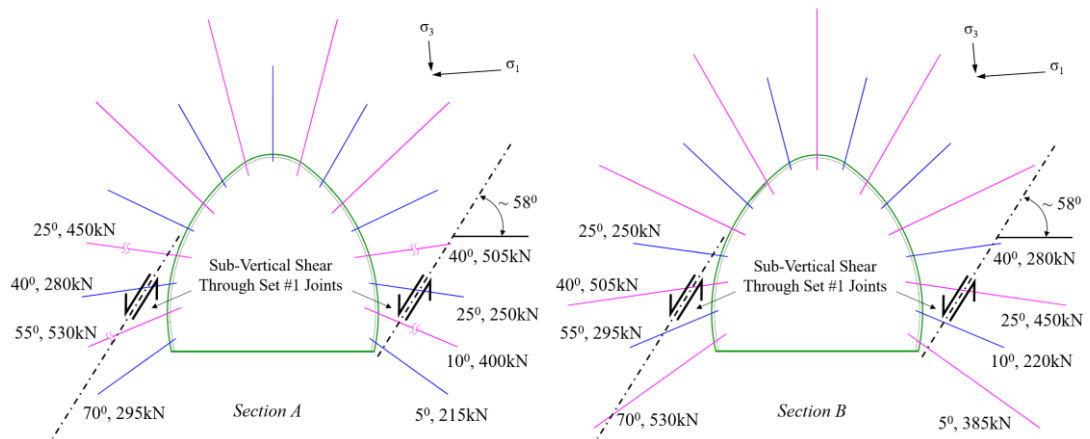 σ₃
σ₁
~ 58⁰
25⁰, 450kN
40⁰, 505kN
Sub-Vertical Shear
Through Set #1 Joints
40⁰, 280kN
25⁰, 250kN
55⁰, 530kN
10⁰, 400kN
70⁰, 295kN
Section A
5⁰, 215kN
σ₃
σ₁
~ 58⁰
25⁰, 250kN
40⁰, 280kN
Sub-Vertical Shear
Through Set #1 Joints
40⁰, 505kN
25⁰, 450kN
55⁰, 295kN
10⁰, 220kN
70⁰, 530kN
Section B
5⁰, 385kN